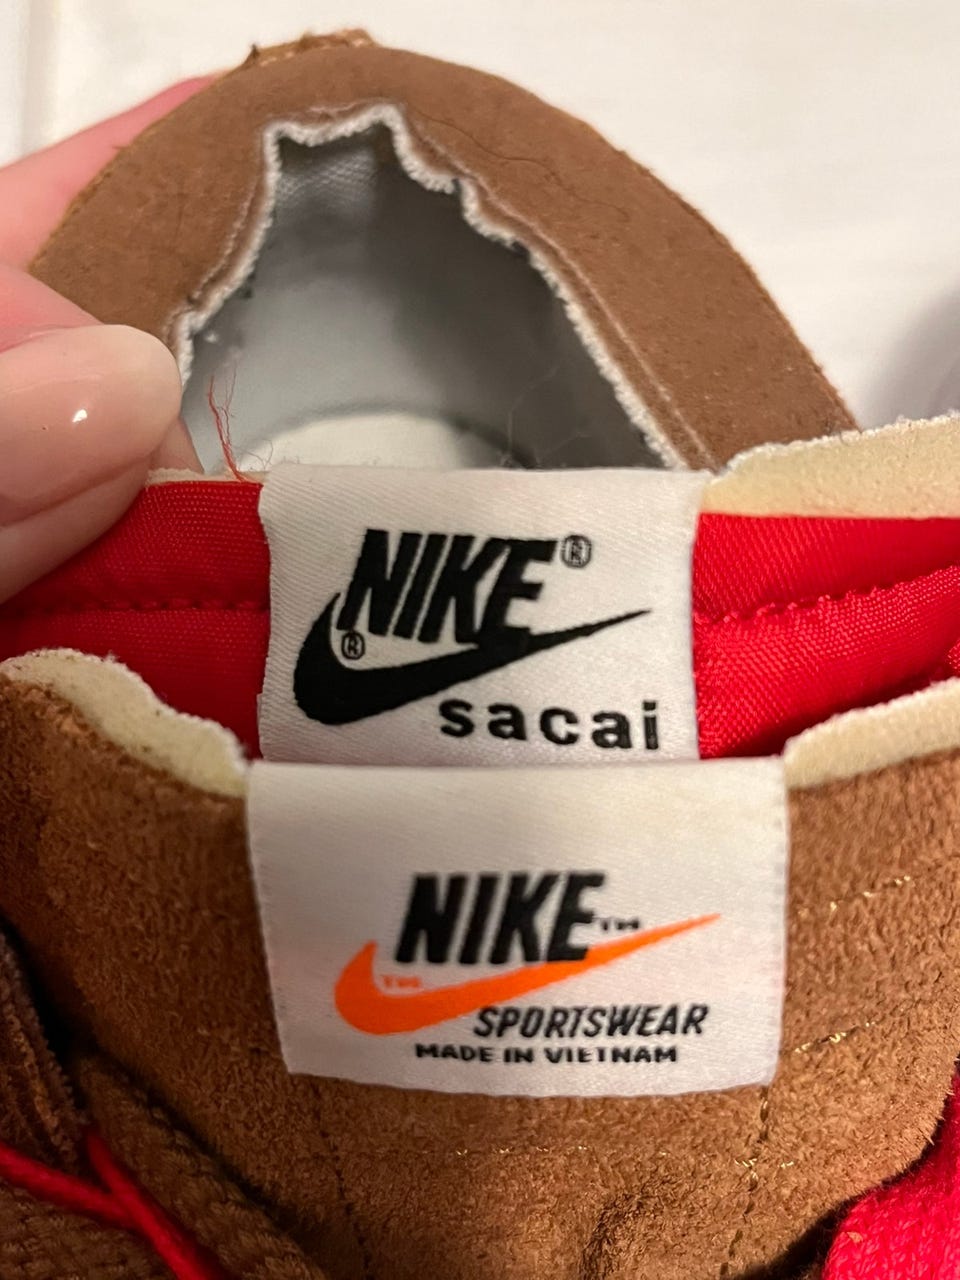 NIKE®
®
sacai
NIKE™
™
SPORTSWEAR
MADE IN VIETNAM